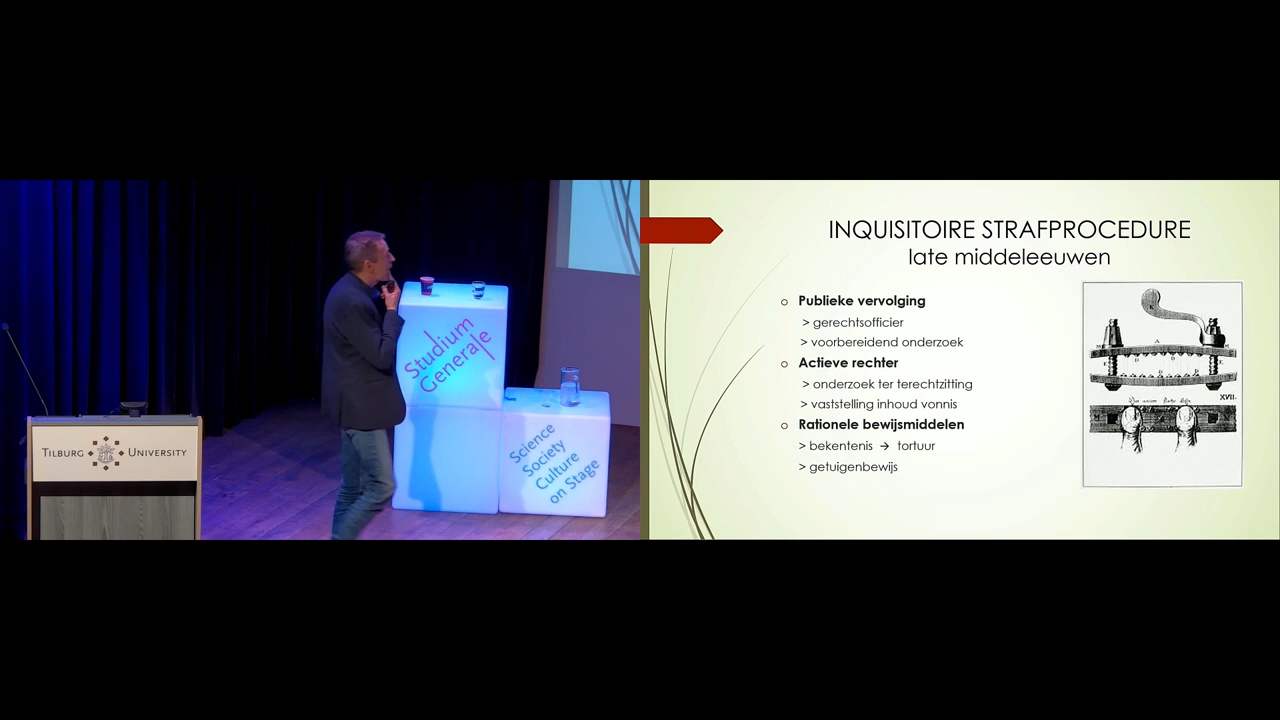 Studium
Generale
Science
Society
Culture
on Stage
TILBURG UNIVERSITY
INQUISITOIRE STRAFPROCEDURE
late middeleeuwen
Publieke vervolging
> gerechtsofficier
> voorbereidend onderzoek
Actieve rechter
> onderzoek ter terechtzitting
> vaststelling inhoud vonnis
Rationele bewijsmiddelen
> bekentenis → tortuur
> getuigenbewijs
XVII.